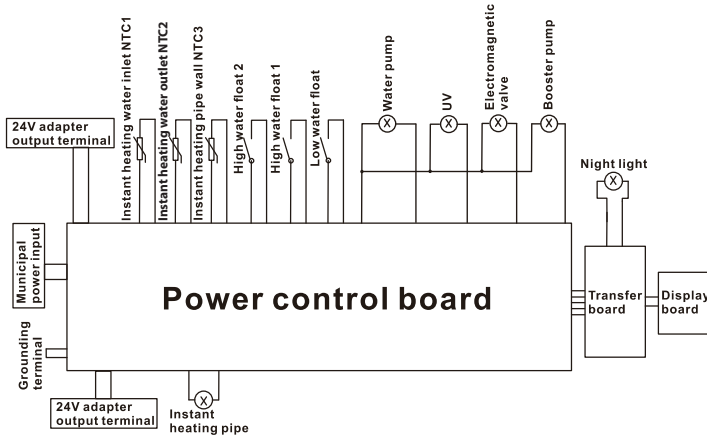 Instant heating water inlet NTC1
Instant heating water outlet NTC2
Instant heating pipe wall NTC3
High water float 2
High water float 1
Low water float
Water pump
UV
Electromagnetic
valve
Booster pump
24V adapter
output terminal
Night light
Municipal
power input
Power control board
Transfer
board
Display
board
Grounding
terminal
24V adapter
output terminal
Instant
heating pipe